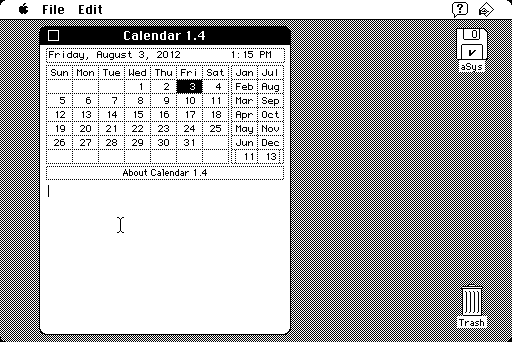 File Edit
Calendar 1.4
Friday, August 3, 2012 1:15 PM
Sun Mon Tue Wed Thu Fri Sat Jan Jul
1 2 3 4 Feb Aug
5 6 7 8 9 10 11 Mar Sep
12 13 14 15 16 17 18 Apr Oct
19 20 21 22 23 24 25 May Nov
26 27 28 29 30 31 Jun Dec
11 13
About Calendar 1.4
aSys
Trash